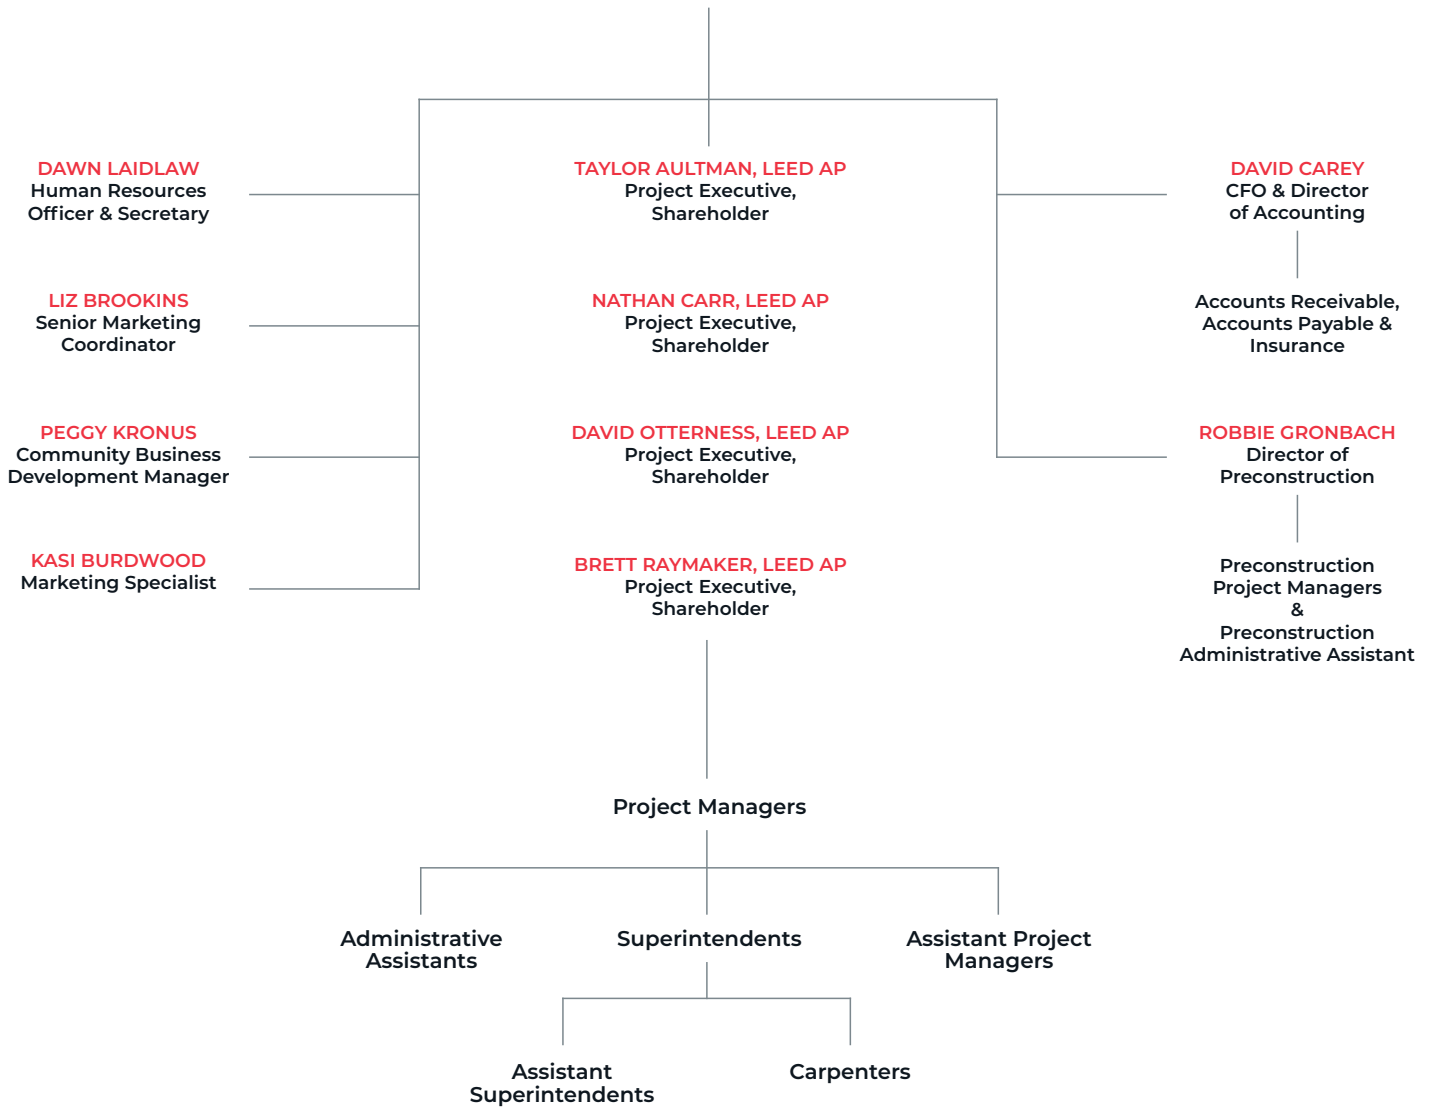 DAWN LAIDLAW
Human Resources
Officer & Secretary
TAYLOR AULTMAN, LEED AP
Project Executive,
Shareholder
DAVID CAREY
CFO & Director
of Accounting
LIZ BROOKINS
Senior Marketing
Coordinator
NATHAN CARR, LEED AP
Project Executive,
Shareholder
Accounts Receivable,
Accounts Payable &
Insurance
PEGGY KRONUS
Community Business
Development Manager
DAVID OTTERNESS, LEED AP
Project Executive,
Shareholder
ROBBIE GRONBACH
Director of
Preconstruction
KASI BURDWOOD
Marketing Specialist
BRETT RAYMAKER, LEED AP
Project Executive,
Shareholder
Preconstruction
Project Managers
&
Preconstruction
Administrative Assistant
Project Managers
Administrative
Assistants
Superintendents
Assistant Project
Managers
Assistant
Superintendents
Carpenters